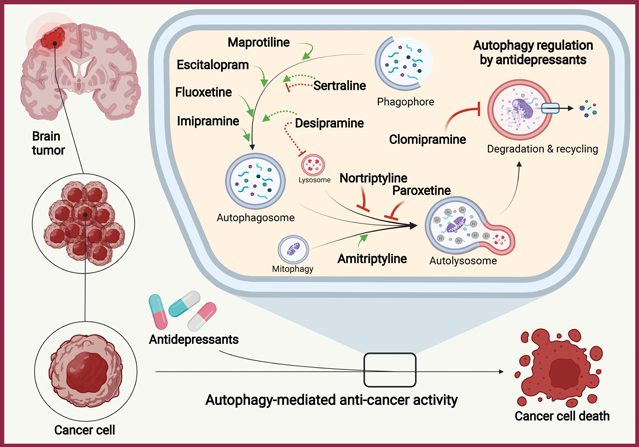 Autophagy regulation
by antidepressants
Maprotiline
Escitalopram
Fluoxetine
Imipramine
Sertraline
Desipramine
Phagophore
Clomipramine
Degradation & recycling
Brain
tumor
Lysosome
Nortriptyline
Paroxetine
Autophagosome
Mitophagy
Amitriptyline
Autolysosome
Antidepressants
Autophagy-mediated anti-cancer activity
Cancer cell
Cancer cell death